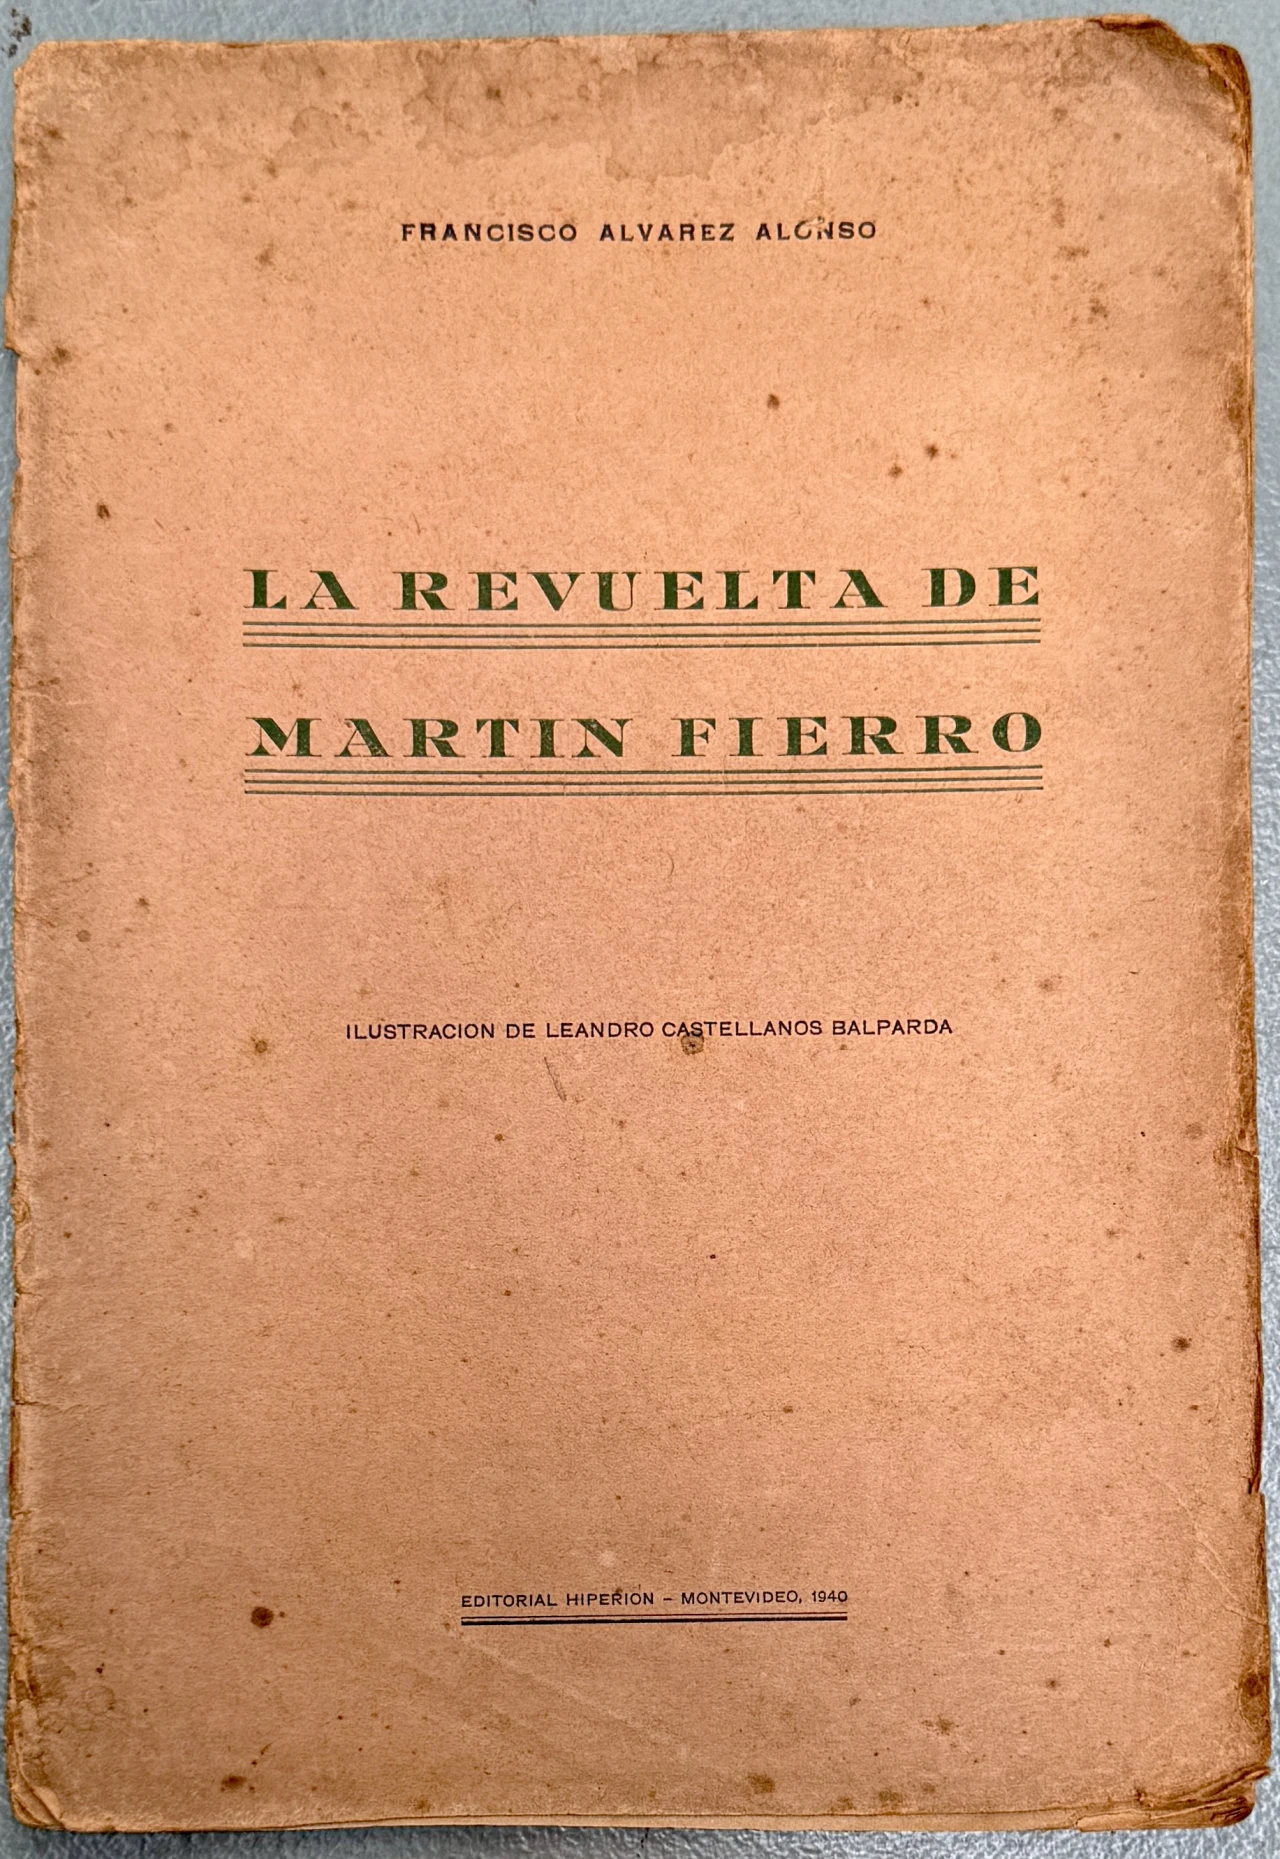 FRANCISCO ALVAREZ ALONSO
LA REVUELTA DE
MARTIN FIERRO
ILUSTRACION DE LEANDRO CASTELLANOS BALPARDA
EDITORIAL HIPERION – MONTEVIDEO, 1940